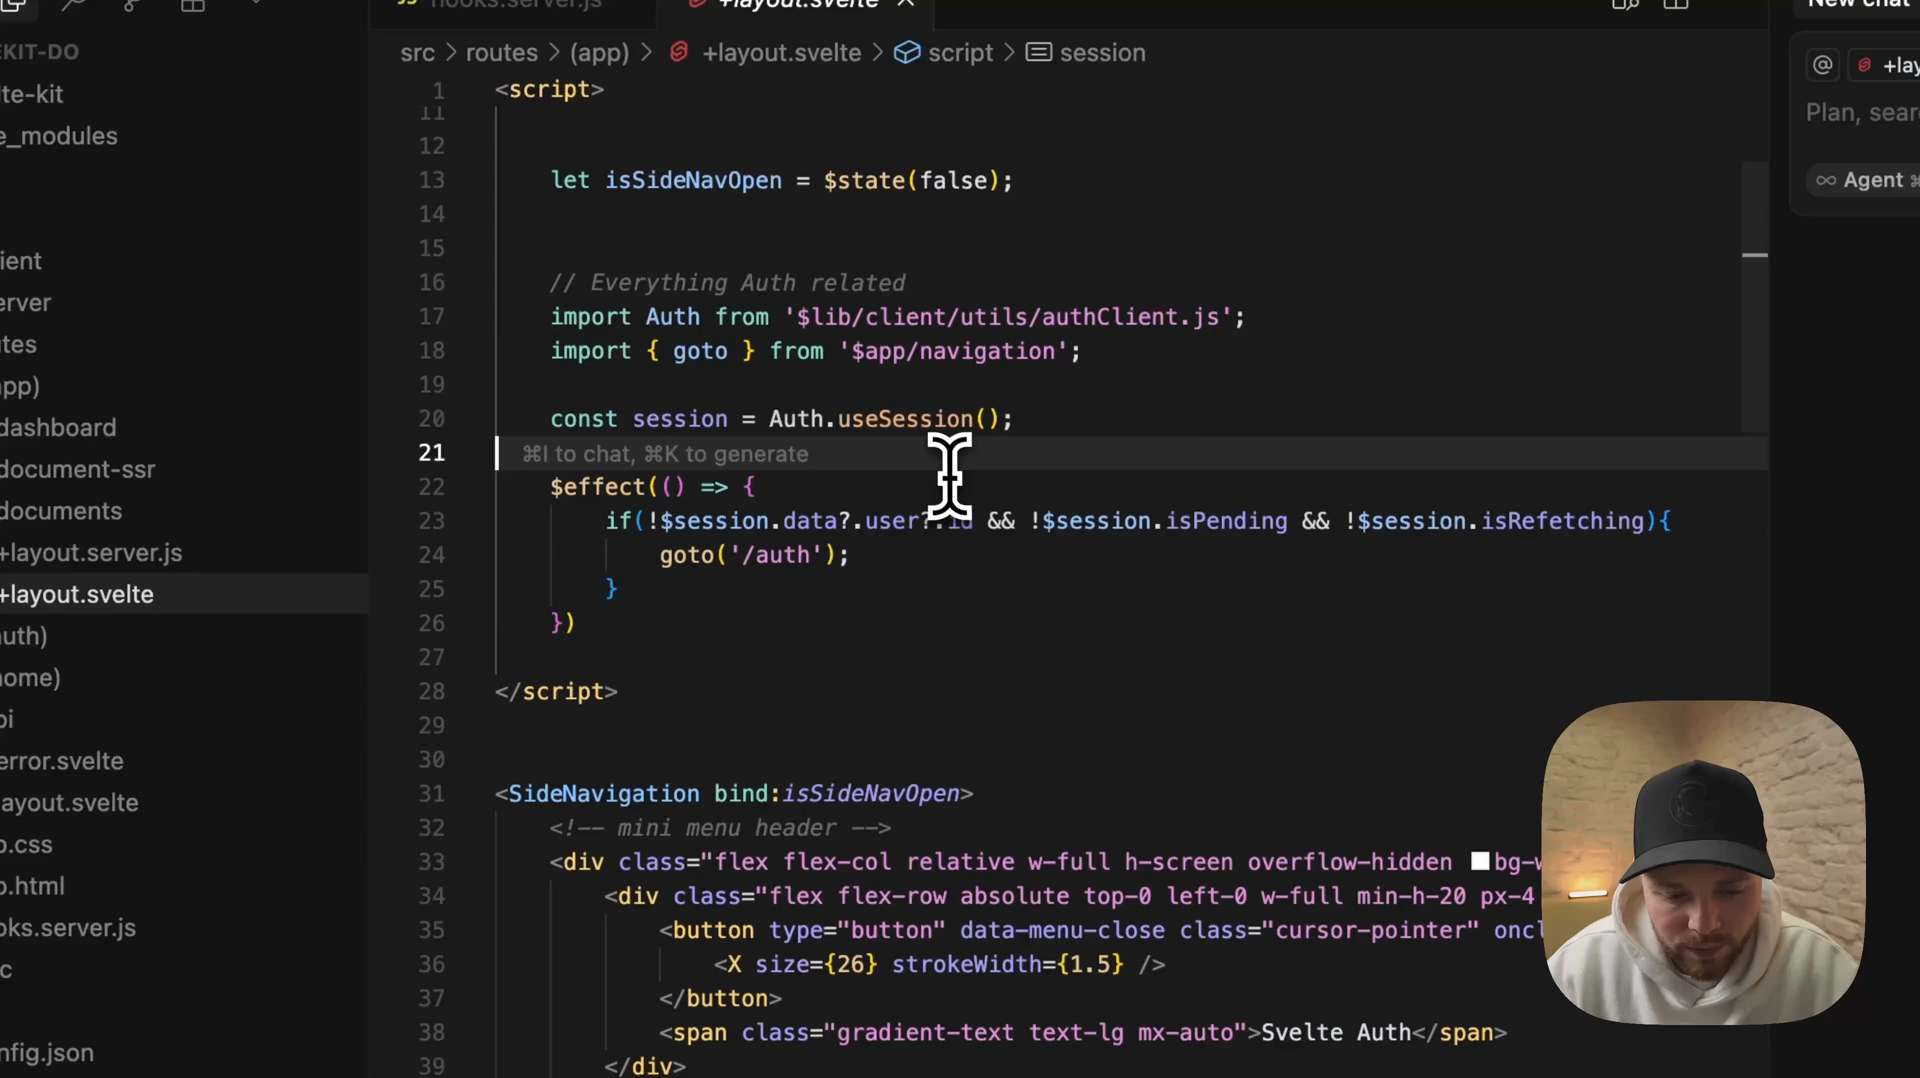 hooks.server.js
+layout.svelte
New chat
EKIT-DO
src > routes > (app) > +layout.svelte > script > session
@ +lay
lte-kit
1 <script>
Plan, sear
11
e_modules
12
13 let isSideNavOpen = $state(false);
∞ Agent ⌘
14
15
ient
16 // Everything Auth related
erver
17 import Auth from '$lib/client/utils/authClient.js';
utes
18 import { goto } from '$app/navigation';
app)
19
dashboard
20 const session = Auth.useSession();
21 ⌘I to chat, ⌘K to generate
document-ssr
22 $effect(() => {
documents
23 if(!$session.data?.user?.id && !$session.isPending && !$session.isRefetching){
+layout.server.js
24 goto('/auth');
+layout.svelte
25 }
26 })
auth)
27
home)
28 </script>
pi
29
error.svelte
30
31 <SideNavigation bind:isSideNavOpen>
ayout.svelte
32 <!-- mini menu header -->
p.css
33 <div class="flex flex-col relative w-full h-screen overflow-hidden bg-w
p.html
34 <div class="flex flex-row absolute top-0 left-0 w-full min-h-20 px-4
oks.server.js
35 <button type="button" data-menu-close class="cursor-pointer" oncl
36 <X size={26} strokeWidth={1.5} />
c
37 </button>
38 <span class="gradient-text text-lg mx-auto">Svelte Auth</span>
nfig.json
39 </div>